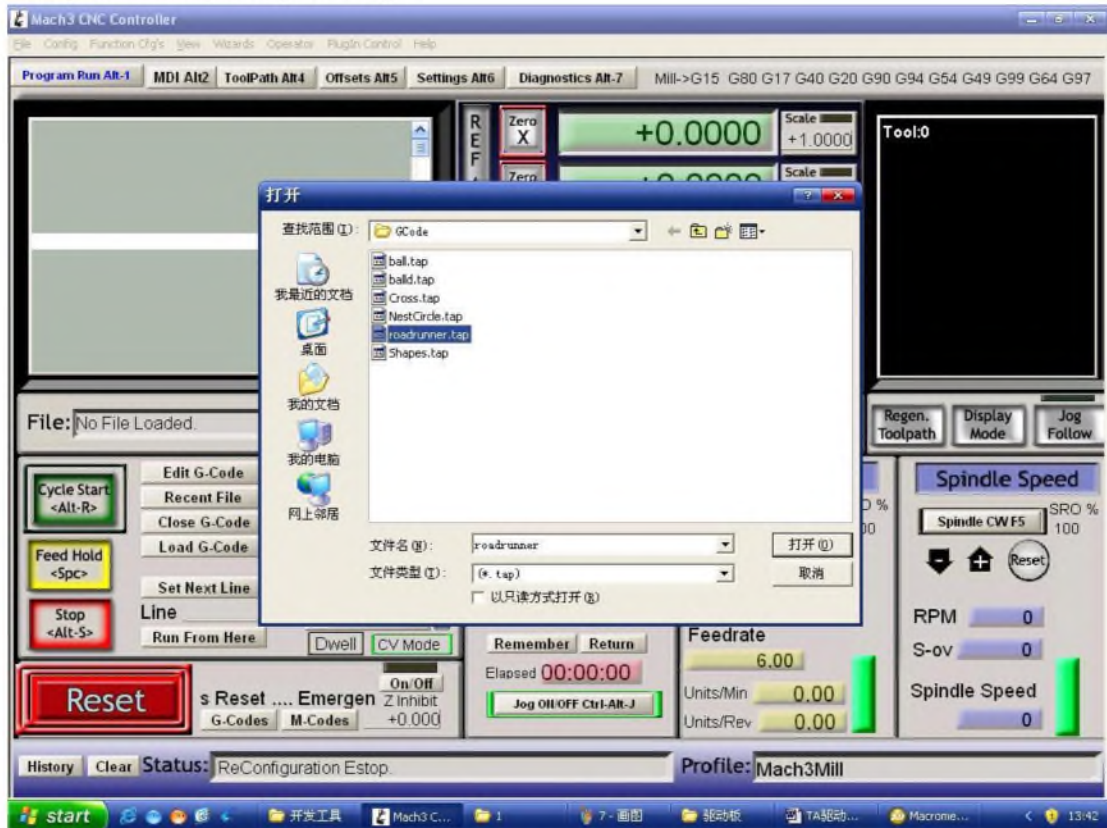 Mach3 CNC Controller
File Config Function Cfg's View Wizards Operator PlugIn Control Help
Program Run Alt-1 MDI Alt2 ToolPath Alt4 Offsets Alt5 Settings Alt6 Diagnostics Alt-7 Mill->G15 G80 G17 G40 G20 G90 G94 G54 G49 G99 G64 G97
R
E
F
Zero
X
+0.0000
Scale
+1.0000
Tool:0
Zero
Scale
打开
查找范围(I):
GCode
我最近的文档
桌面
我的文档
我的电脑
网上邻居
ball.tap
balld.tap
Cross.tap
NestCircle.tap
roadrunner.tap
Shapes.tap
文件名(N):
roadrunner
打开(O)
文件类型(T):
(*.tap)
取消
以只读方式打开(R)
File: No File Loaded.
Regen.
Toolpath
Display
Mode
Jog
Follow
Cycle Start
<Alt-R>
Feed Hold
<Spc>
Stop
<Alt-S>
Edit G-Code
Recent File
Close G-Code
Load G-Code
Set Next Line
Line
Run From Here
Dwell CV Mode
Remember Return
Elapsed 00:00:00
Jog ON/OFF Ctrl-Alt-J
Feedrate
6.00
Units/Min 0.00
Units/Rev 0.00
Spindle Speed
Spindle CW F5
SRO %
100
Reset
RPM 0
S-ov 0
Spindle Speed
0
Reset
s Reset .... Emergen
G-Codes M-Codes
On/Off
Z Inhibit
+0.000
History Clear Status: ReConfiguration Estop.
Profile: Mach3Mill
start 开发工具 Mach3 C... 1 7 - 画图 驱动板 TA驱动... Macrome... 13:42